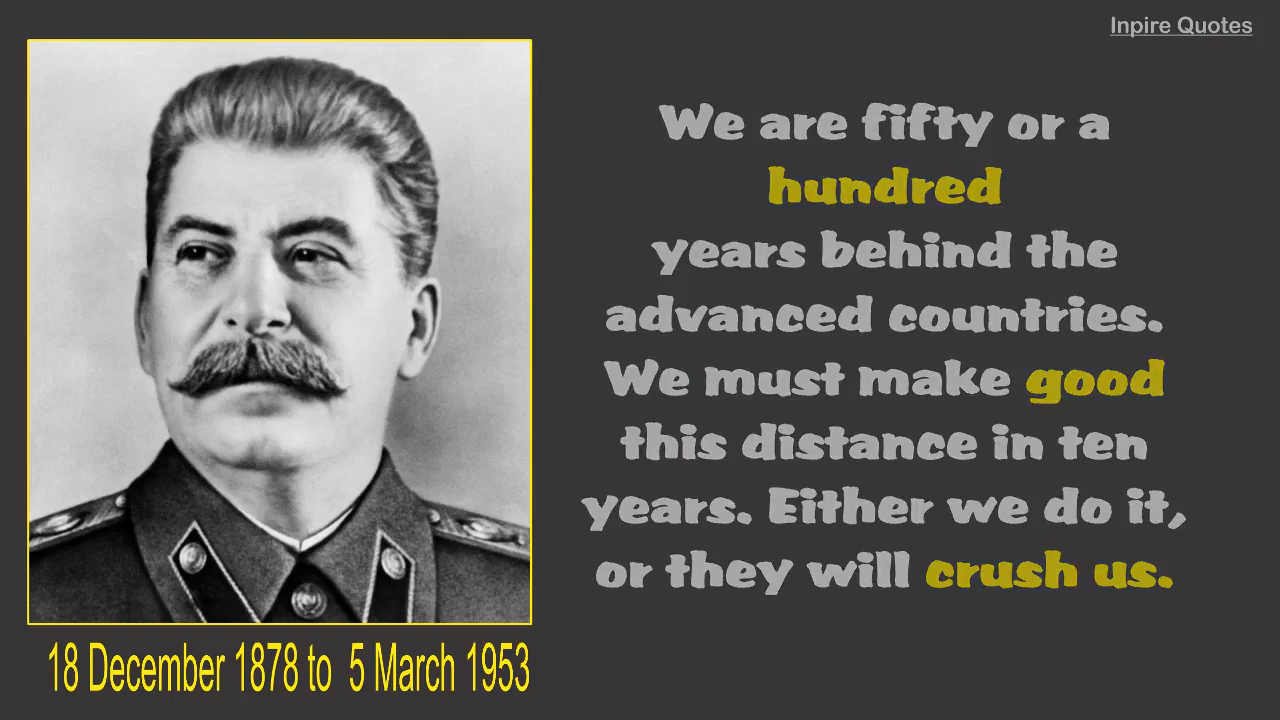 Inpire Quotes
We are fifty or a
hundred
years behind the
advanced countries.
We must make good
this distance in ten
years. Either we do it,
or they will crush us.
18 December 1878 to 5 March 1953